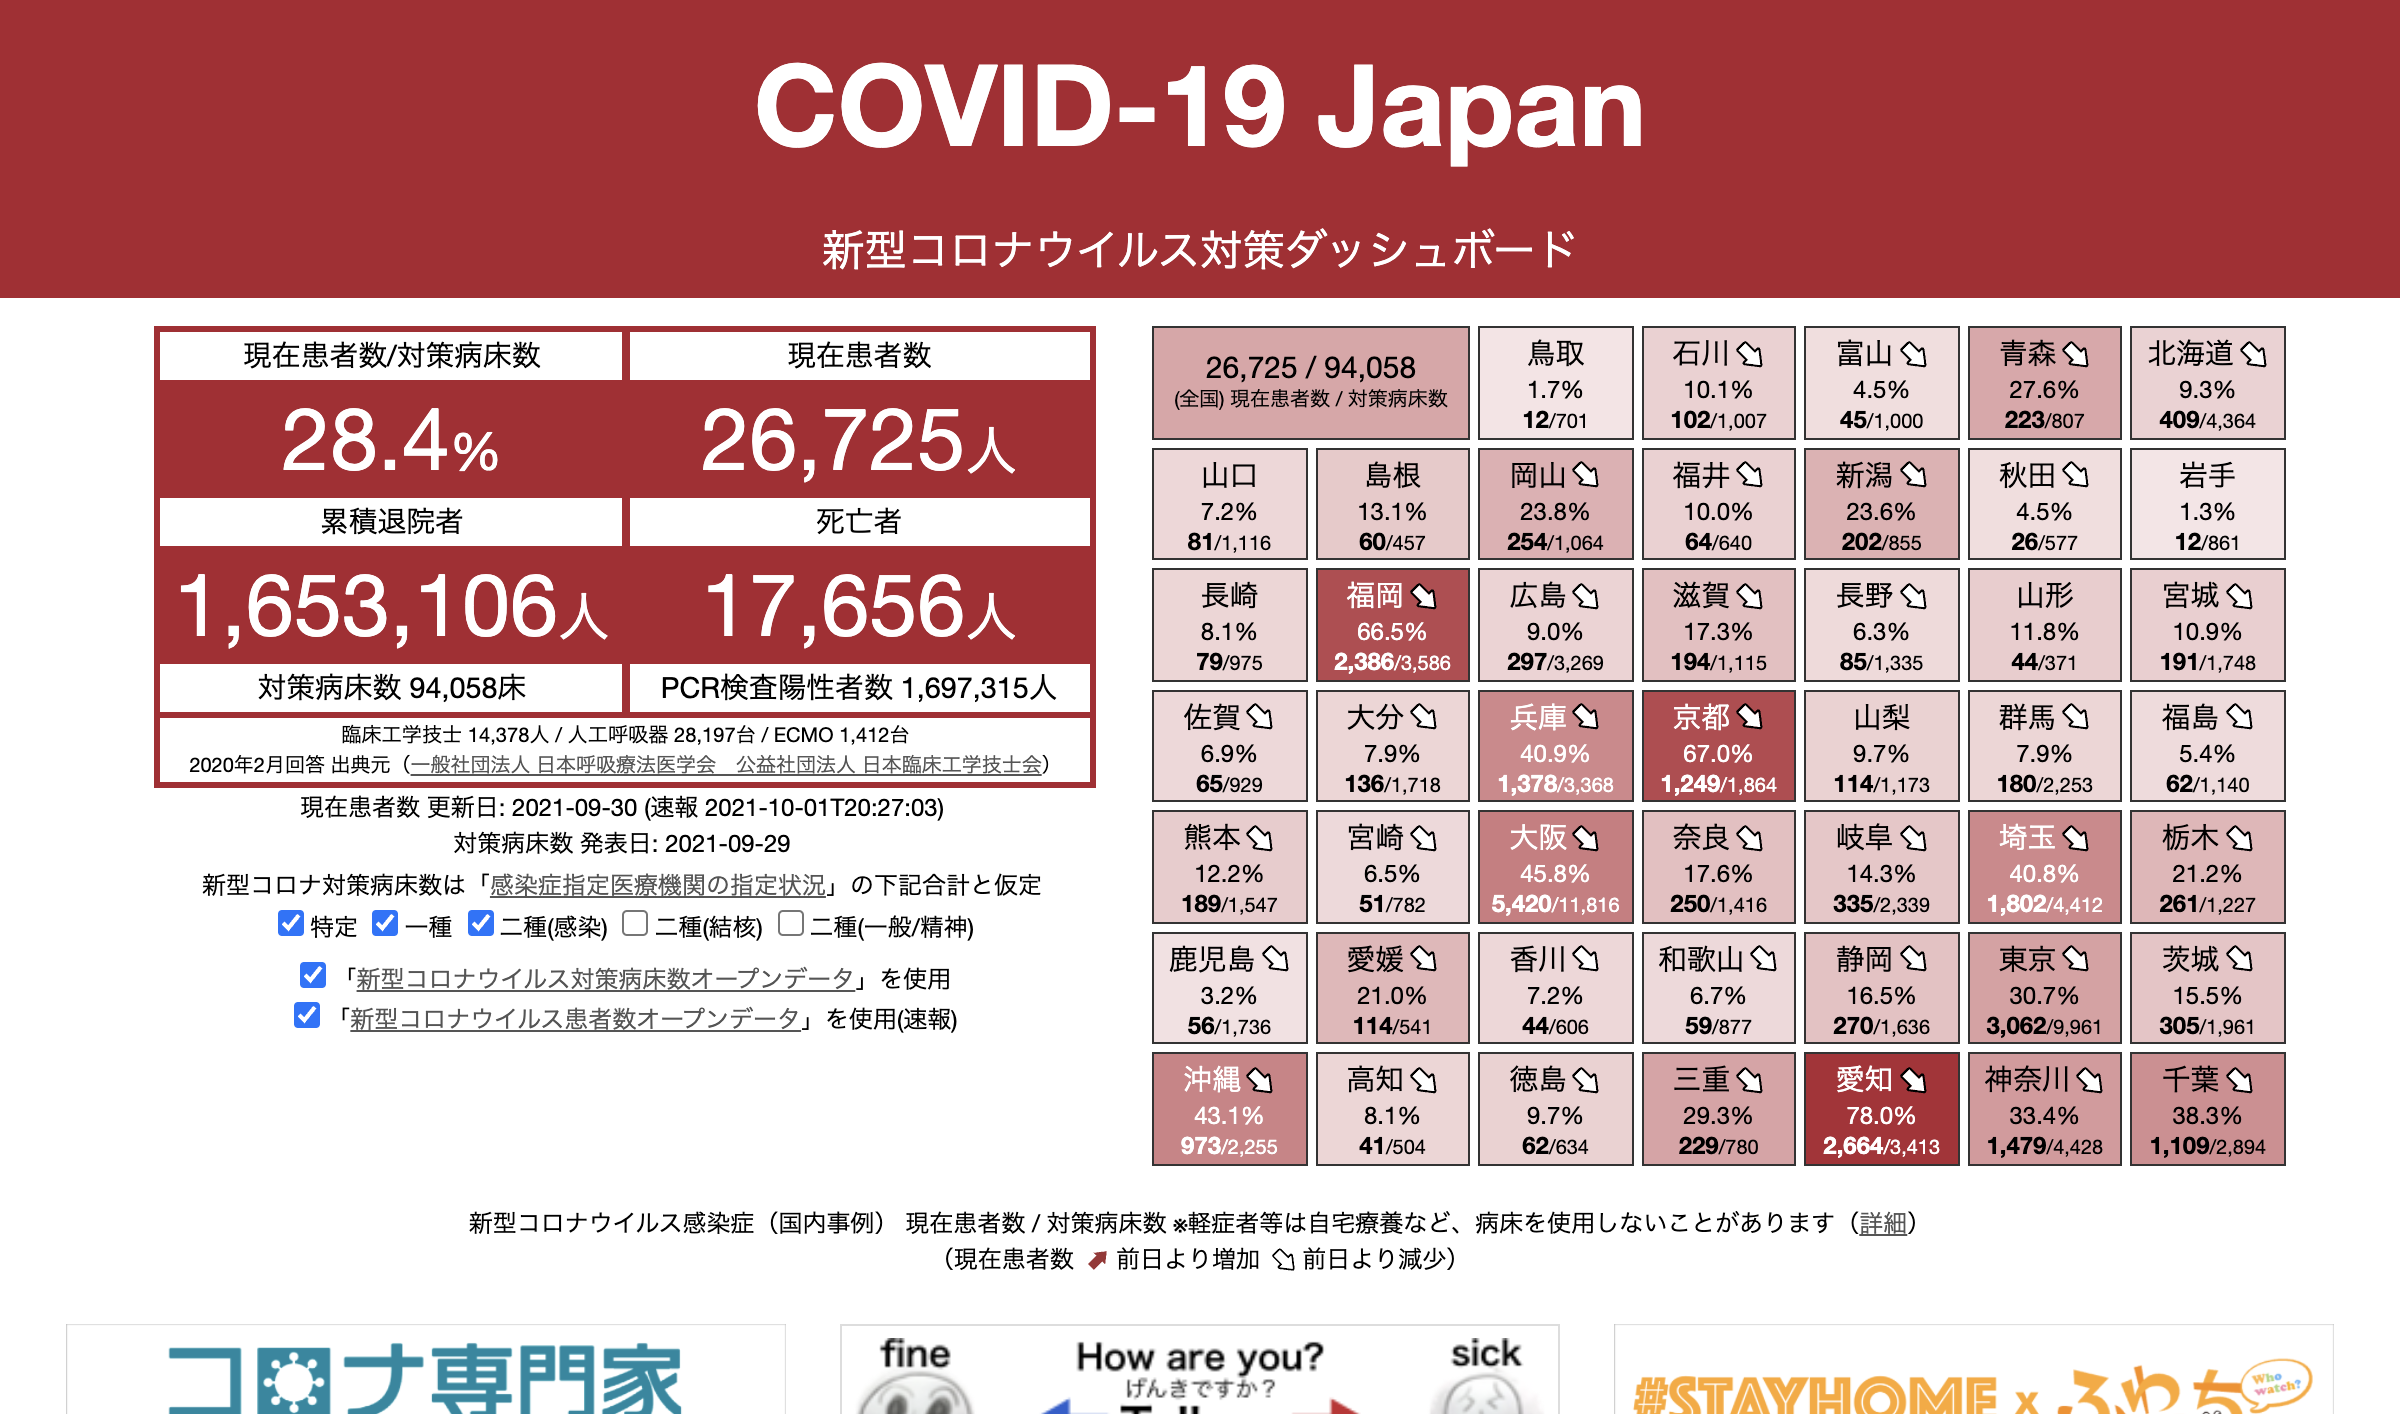 COVID-19 Japan
新型コロナウイルス対策ダッシュボード
現在患者数/対策病床数
現在患者数
28.4%
26,725人
累積退院者
死亡者
1,653,106人
17,656人
対策病床数 94,058床
PCR検査陽性者数 1,697,315人
臨床工学技士 14,378人 / 人工呼吸器 28,197台 / ECMO 1,412台
2020年2月回答 出典元（一般社団法人 日本呼吸療法医学会　公益社団法人 日本臨床工学技士会）
現在患者数 更新日: 2021-09-30 (速報 2021-10-01T20:27:03)
対策病床数 発表日: 2021-09-29
新型コロナ対策病床数は「感染症指定医療機関の指定状況」の下記合計と仮定
特定 一種 二種(感染) 二種(結核) 二種(一般/精神)
「新型コロナウイルス対策病床数オープンデータ」を使用
「新型コロナウイルス患者数オープンデータ」を使用(速報)
26,725 / 94,058
(全国) 現在患者数 / 対策病床数
鳥取
1.7%
12/701
石川
10.1%
102/1,007
富山
4.5%
45/1,000
青森
27.6%
223/807
北海道
9.3%
409/4,364
山口
7.2%
81/1,116
島根
13.1%
60/457
岡山
23.8%
254/1,064
福井
10.0%
64/640
新潟
23.6%
202/855
秋田
4.5%
26/577
岩手
1.3%
12/861
長崎
8.1%
79/975
福岡
66.5%
2,386/3,586
広島
9.0%
297/3,269
滋賀
17.3%
194/1,115
長野
6.3%
85/1,335
山形
11.8%
44/371
宮城
10.9%
191/1,748
佐賀
6.9%
65/929
大分
7.9%
136/1,718
兵庫
40.9%
1,378/3,368
京都
67.0%
1,249/1,864
山梨
9.7%
114/1,173
群馬
7.9%
180/2,253
福島
5.4%
62/1,140
熊本
12.2%
189/1,547
宮崎
6.5%
51/782
大阪
45.8%
5,420/11,816
奈良
17.6%
250/1,416
岐阜
14.3%
335/2,339
埼玉
40.8%
1,802/4,412
栃木
21.2%
261/1,227
鹿児島
3.2%
56/1,736
愛媛
21.0%
114/541
香川
7.2%
44/606
和歌山
6.7%
59/877
静岡
16.5%
270/1,636
東京
30.7%
3,062/9,961
茨城
15.5%
305/1,961
沖縄
43.1%
973/2,255
高知
8.1%
41/504
徳島
9.7%
62/634
三重
29.3%
229/780
愛知
78.0%
2,664/3,413
神奈川
33.4%
1,479/4,428
千葉
38.3%
1,109/2,894
新型コロナウイルス感染症（国内事例） 現在患者数 / 対策病床数 ※軽症者等は自宅療養など、病床を使用しないことがあります（詳細）
（現在患者数 前日より増加 前日より減少）
コロナ専門家
fine
How are you?
sick
げんきですか？
#STAYHOME x ふわっち
Who watch?